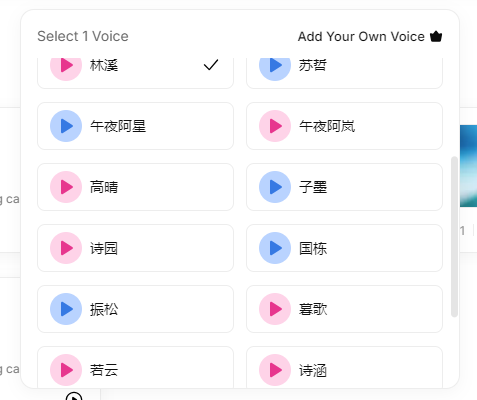 Select 1 Voice
Add Your Own Voice
林溪
苏哲
午夜阿星
午夜阿岚
高晴
子墨
诗园
国栋
振松
暮歌
若云
诗涵
g ca
1
g ca